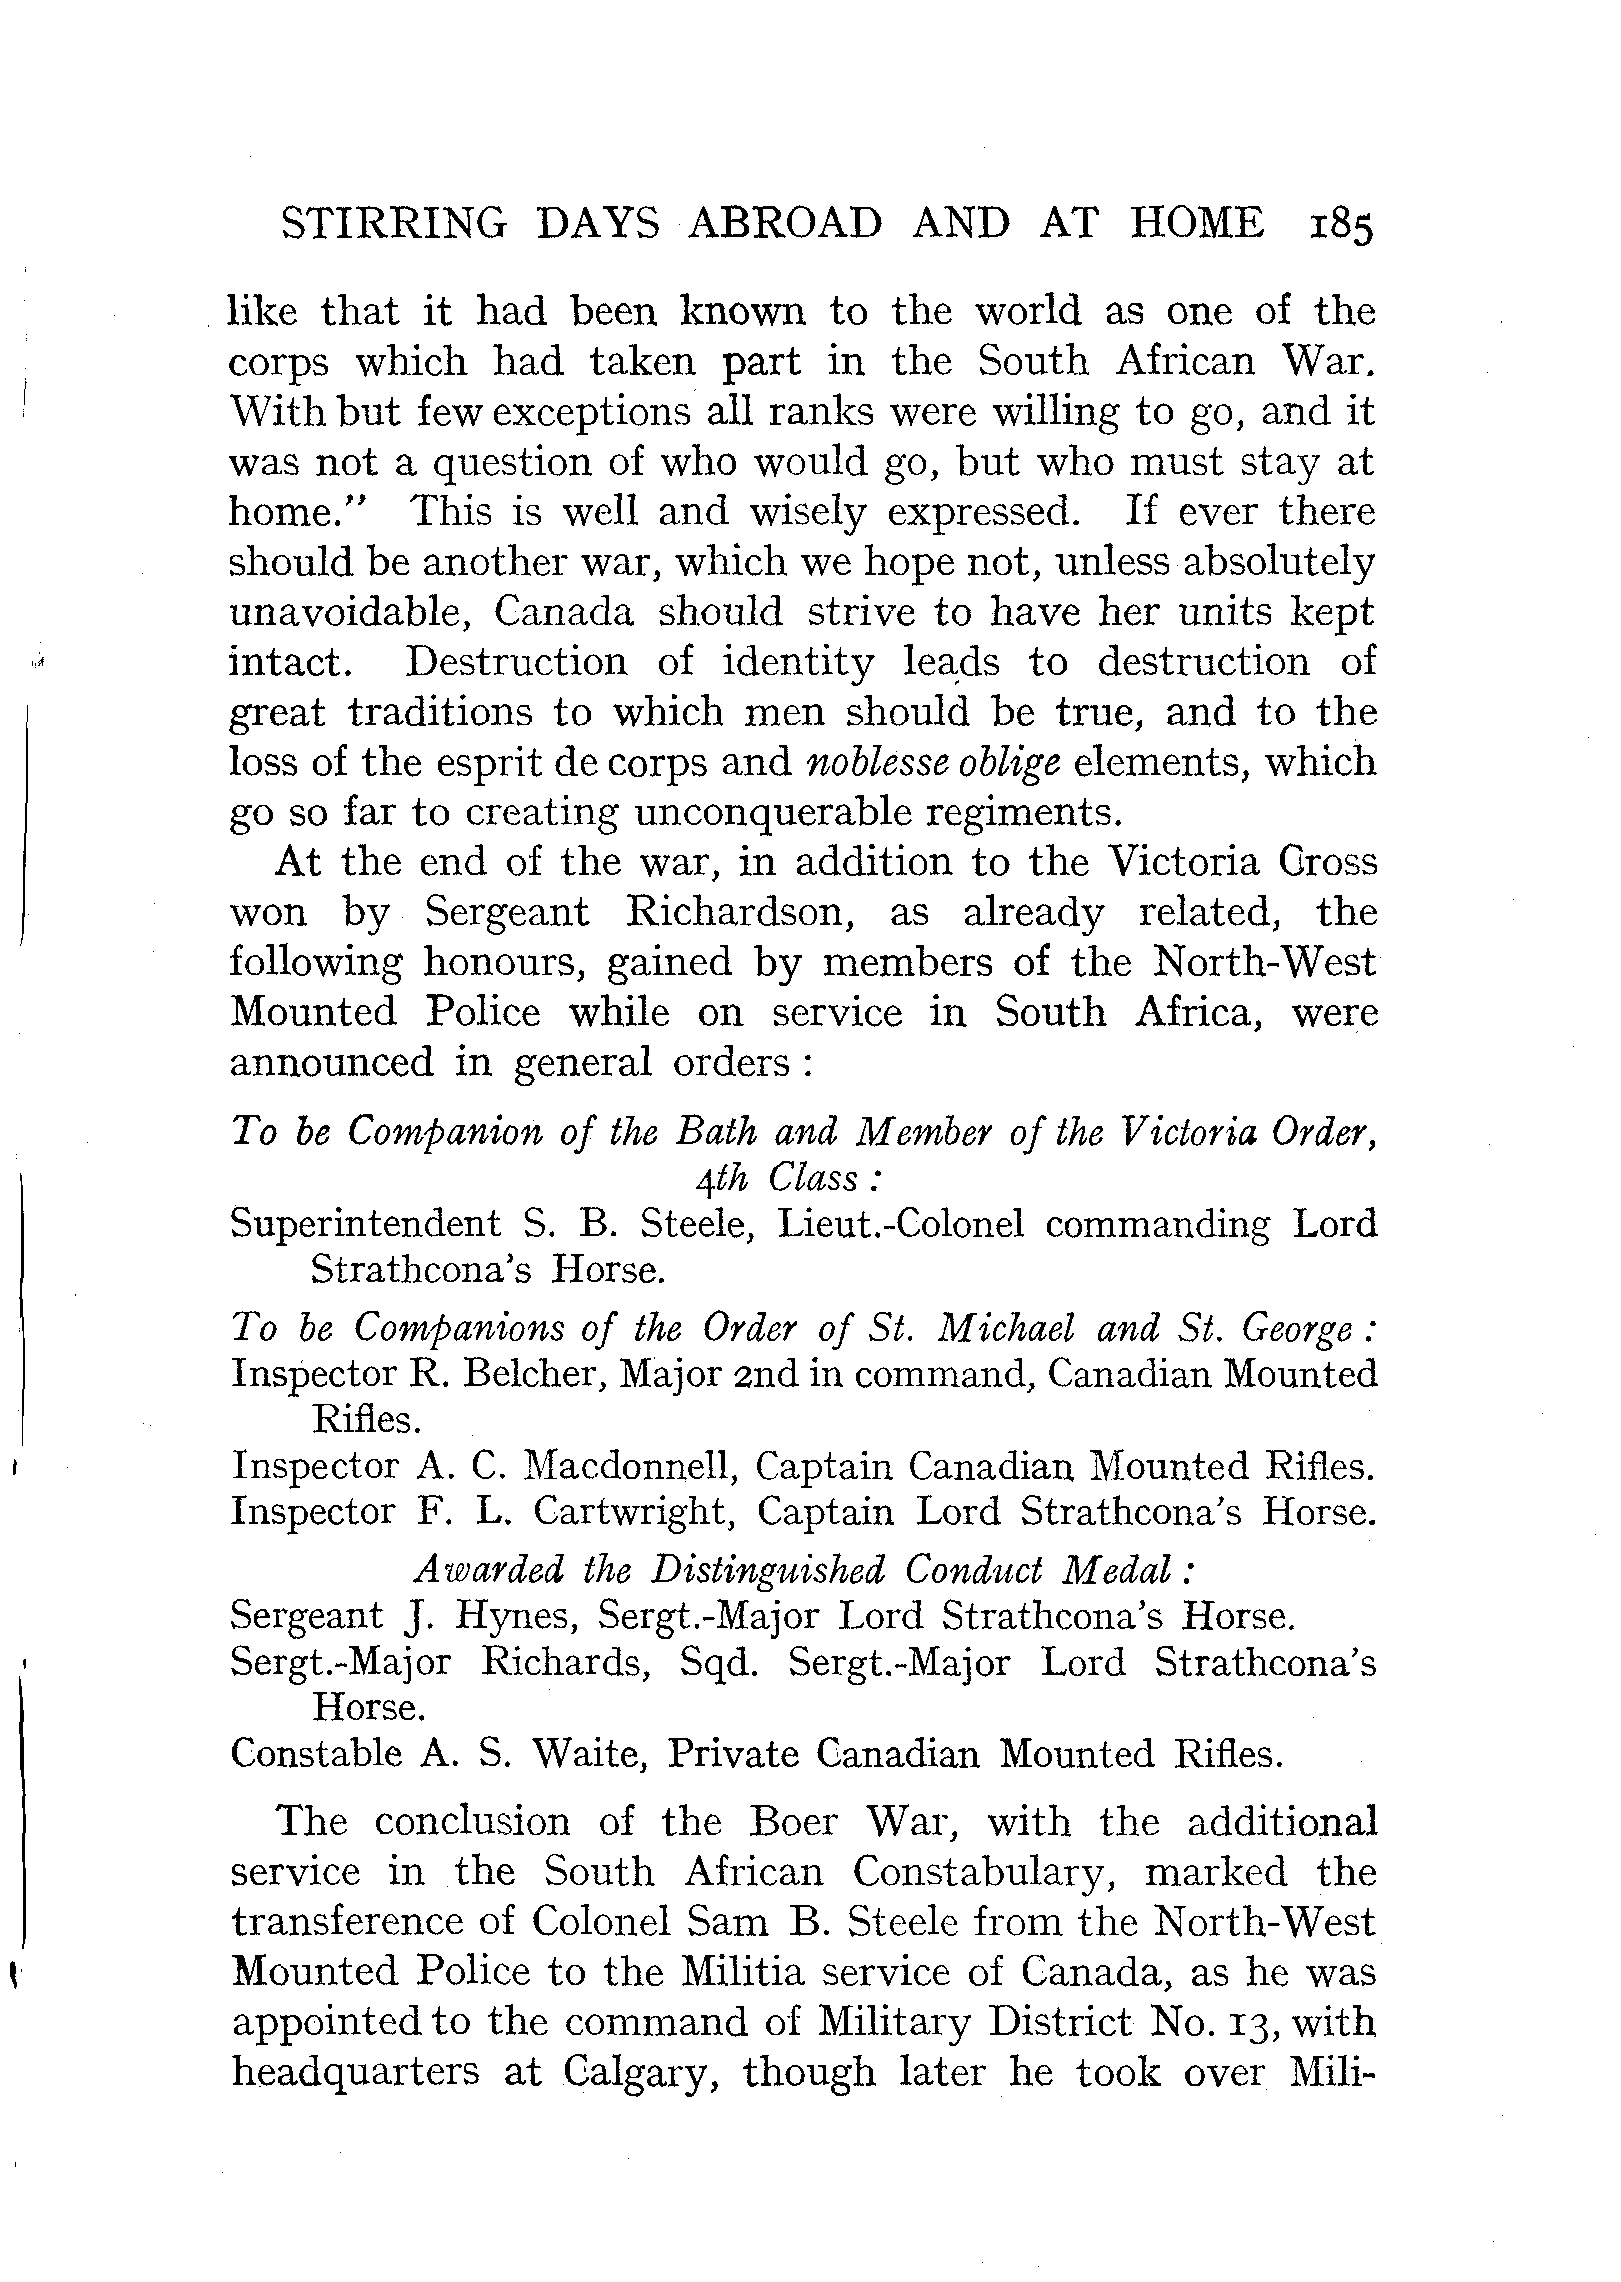 STIRRING DAYS ABROAD AND AT HOME 185
like that it had been known to the world as one of the
corps which had taken part in the South African War.
With but few exceptions all ranks were willing to go, and it
was not a question of who would go, but who must stay at
home." This is well and wisely expressed. If ever there
should be another war, which we hope not, unless absolutely
unavoidable, Canada should strive to have her units kept
intact. Destruction of identity leads to destruction of
great traditions to which men should be true, and to the
loss of the esprit de corps and noblesse oblige elements, which
go so far to creating unconquerable regiments.
At the end of the war, in addition to the Victoria Cross
won by Sergeant Richardson, as already related, the
following honours, gained by members of the North-West
Mounted Police while on service in South Africa, were
announced in general orders :
To be Companion of the Bath and Member of the Victoria Order,
4th Class :
Superintendent S. B. Steele, Lieut.-Colonel commanding Lord
Strathcona's Horse.
To be Companions of the Order of St. Michael and St. George :
Inspector R. Belcher, Major 2nd in command, Canadian Mounted
Rifles.
Inspector A. C. Macdonnell, Captain Canadian Mounted Rifles.
Inspector F. L. Cartwright, Captain Lord Strathcona's Horse.
Awarded the Distinguished Conduct Medal :
Sergeant J. Hynes, Sergt.-Major Lord Strathcona's Horse.
Sergt.-Major Richards, Sqd. Sergt.-Major Lord Strathcona's
Horse.
Constable A. S. Waite, Private Canadian Mounted Rifles.
The conclusion of the Boer War, with the additional
service in the South African Constabulary, marked the
transference of Colonel Sam B. Steele from the North-West
Mounted Police to the Militia service of Canada, as he was
appointed to the command of Military District No. 13, with
headquarters at Calgary, though later he took over Mili-